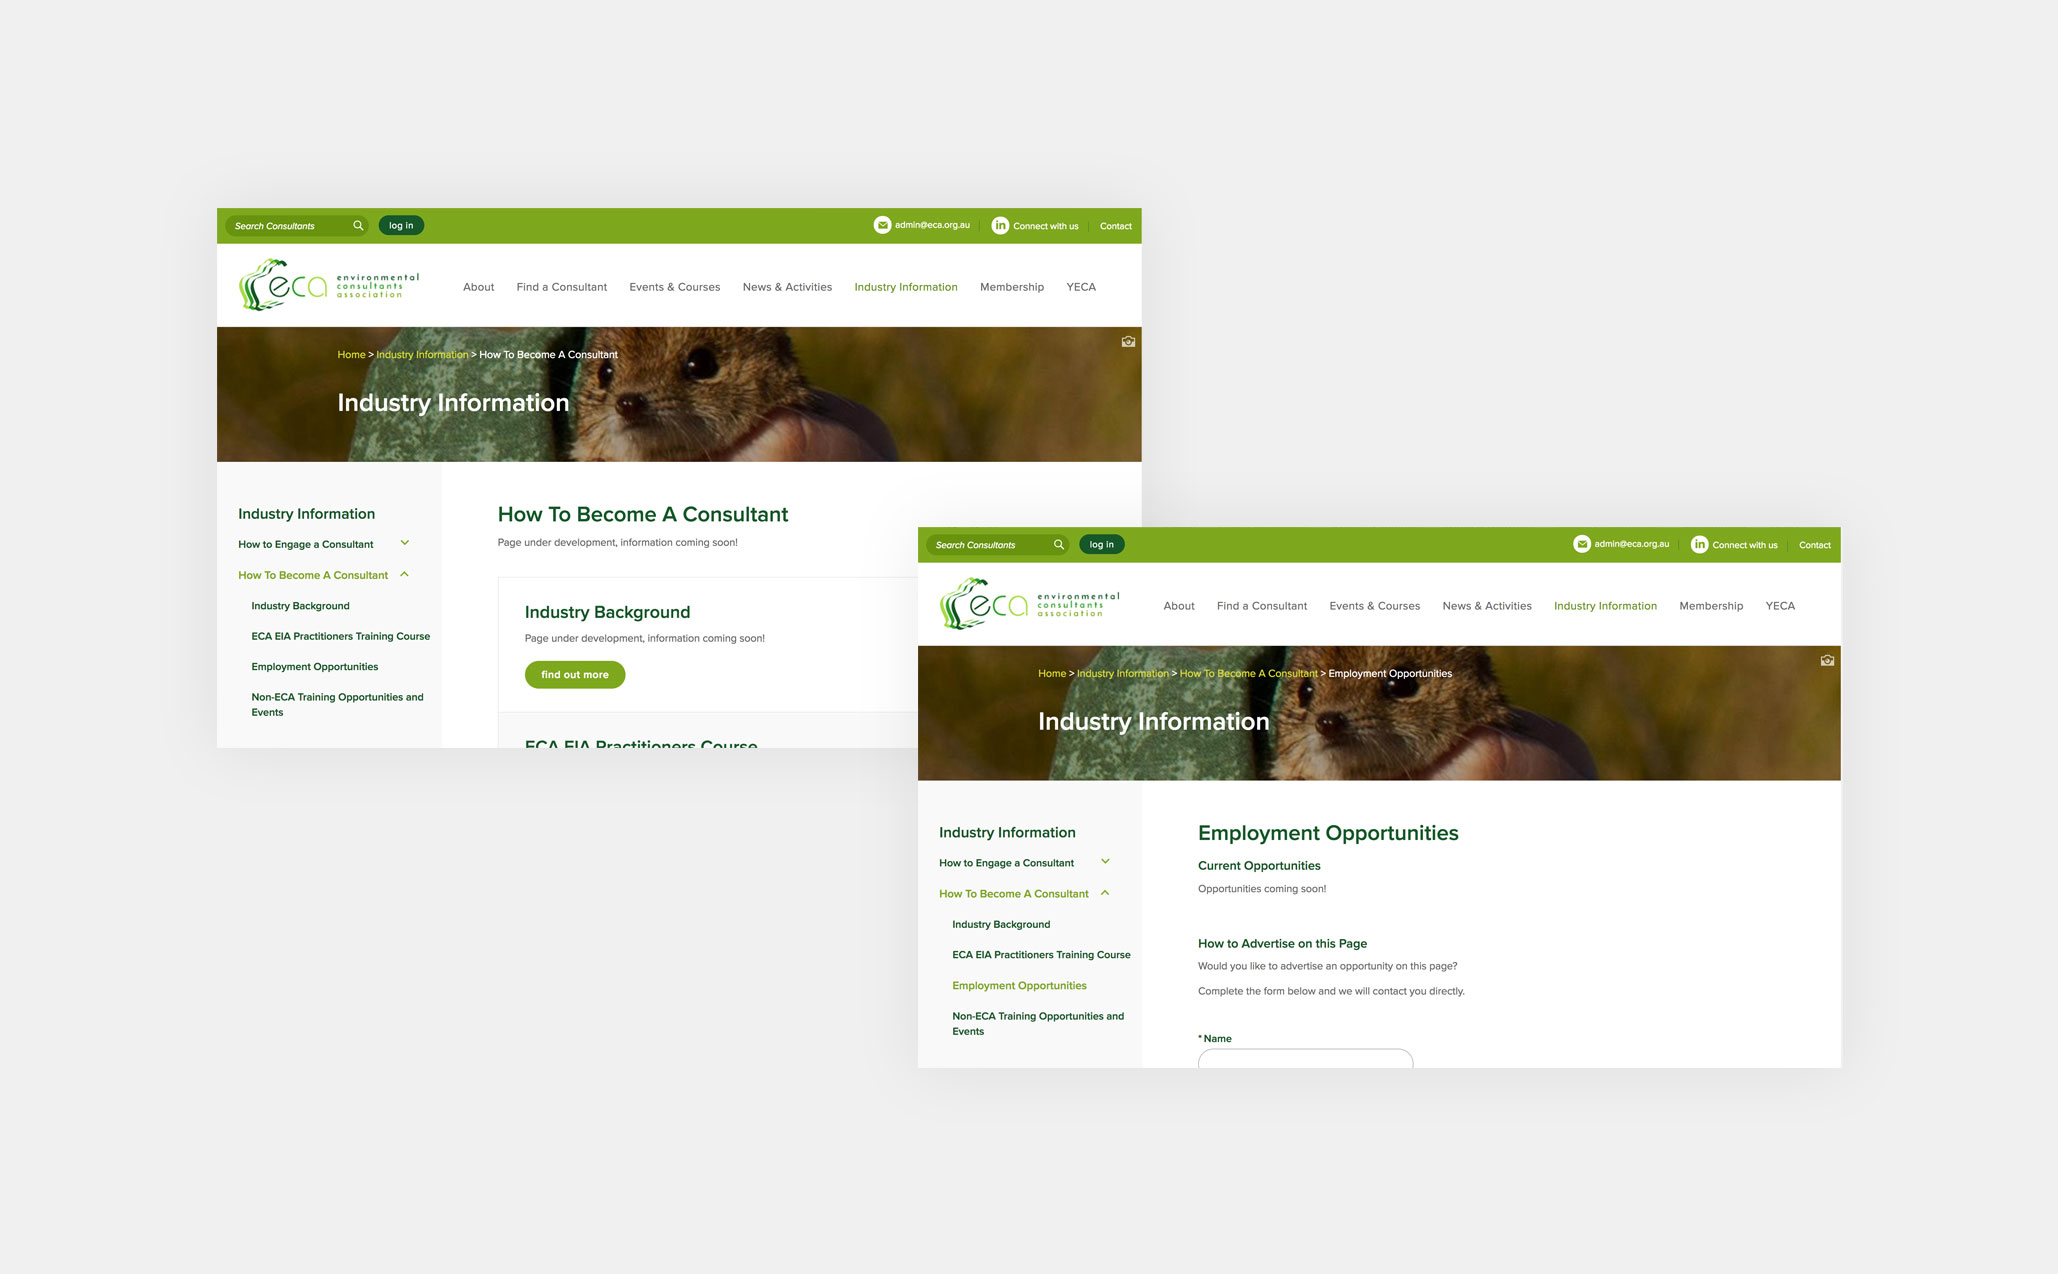 Search Consultants
log in
admin@eca.org.au
in
Connect with us
Contact
eca
environmental
consultants
association
About
Find a Consultant
Events & Courses
News & Activities
Industry Information
Membership
YECA
Home > Industry Information > How To Become A Consultant
Industry Information
Industry Information
How to Engage a Consultant
How To Become A Consultant
Industry Background
ECA EIA Practitioners Training Course
Employment Opportunities
Non-ECA Training Opportunities and
Events
How To Become A Consultant
Page under development, information coming soon!
Industry Background
Page under development, information coming soon!
find out more
ECA EIA Practitioners Course
Search Consultants
log in
admin@eca.org.au
in
Connect with us
Contact
eca
environmental
consultants
association
About
Find a Consultant
Events & Courses
News & Activities
Industry Information
Membership
YECA
Home > Industry Information > How To Become A Consultant > Employment Opportunities
Industry Information
Industry Information
How to Engage a Consultant
How To Become A Consultant
Industry Background
ECA EIA Practitioners Training Course
Employment Opportunities
Non-ECA Training Opportunities and
Events
Employment Opportunities
Current Opportunities
Opportunities coming soon!
How to Advertise on this Page
Would you like to advertise an opportunity on this page?
Complete the form below and we will contact you directly.
* Name